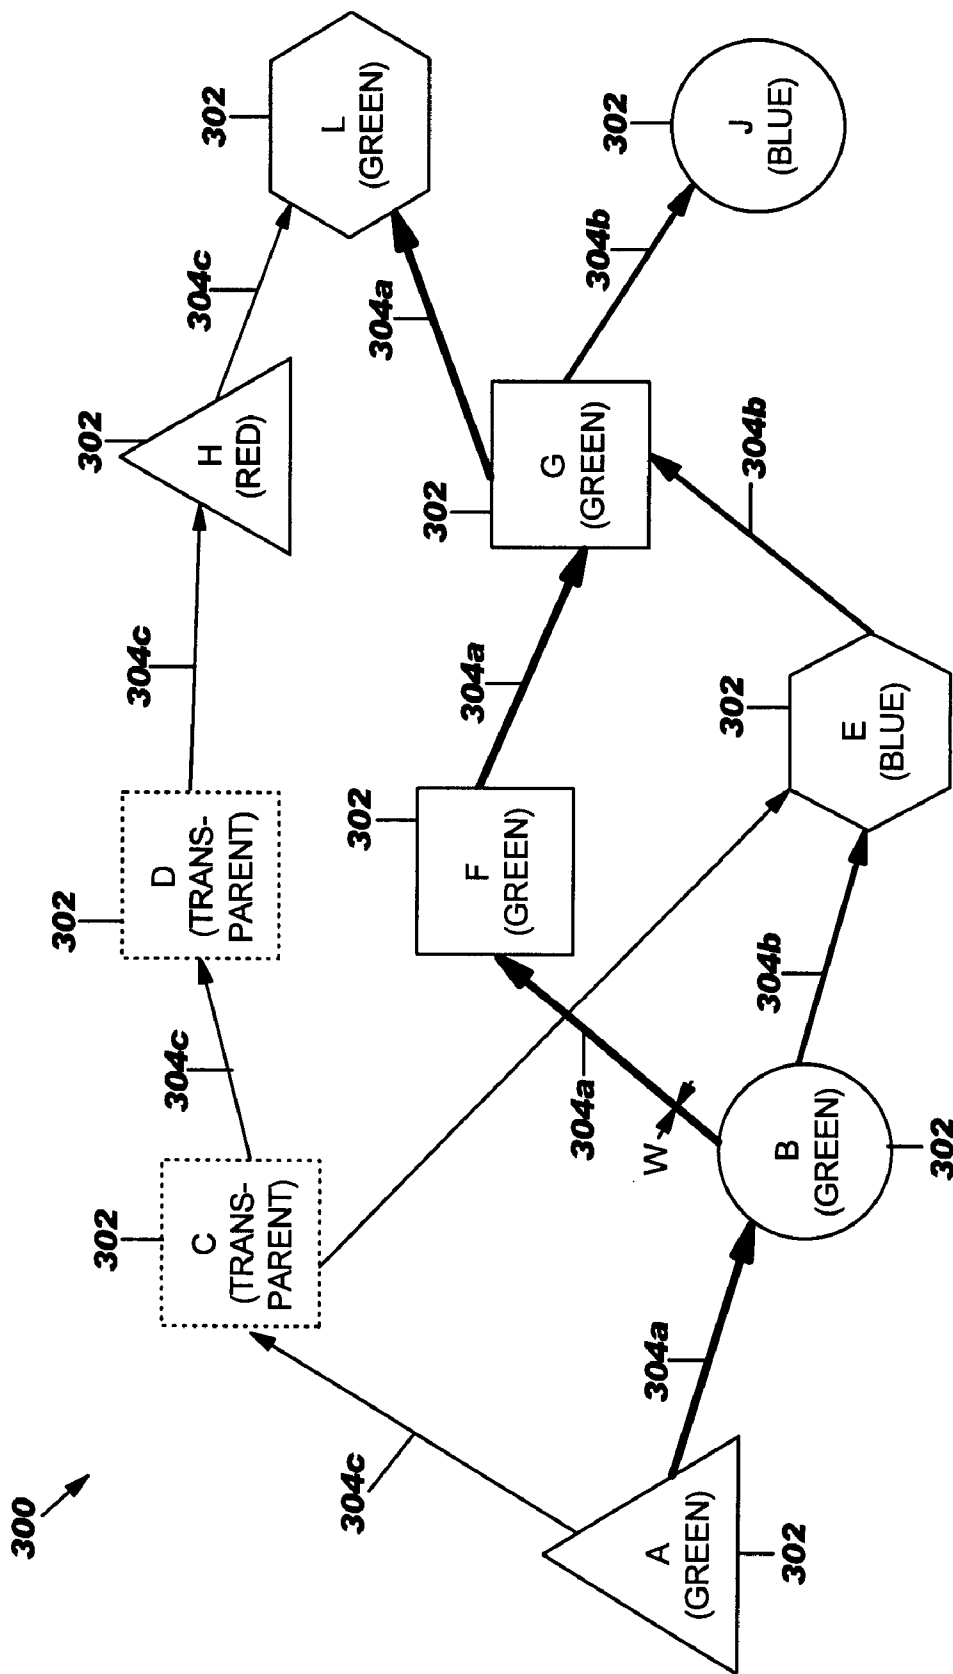 300
302
C
(TRANS-
PARENT)
304c
304c
302
D
(TRANS-
PARENT)
304c
302
H
(RED)
304c
302
L
(GREEN)
A
(GREEN)
302
304a
W
304a
302
F
(GREEN)
304a
302
G
(GREEN)
304a
B
(GREEN)
302
304b
302
E
(BLUE)
304b
304b
302
J
(BLUE)